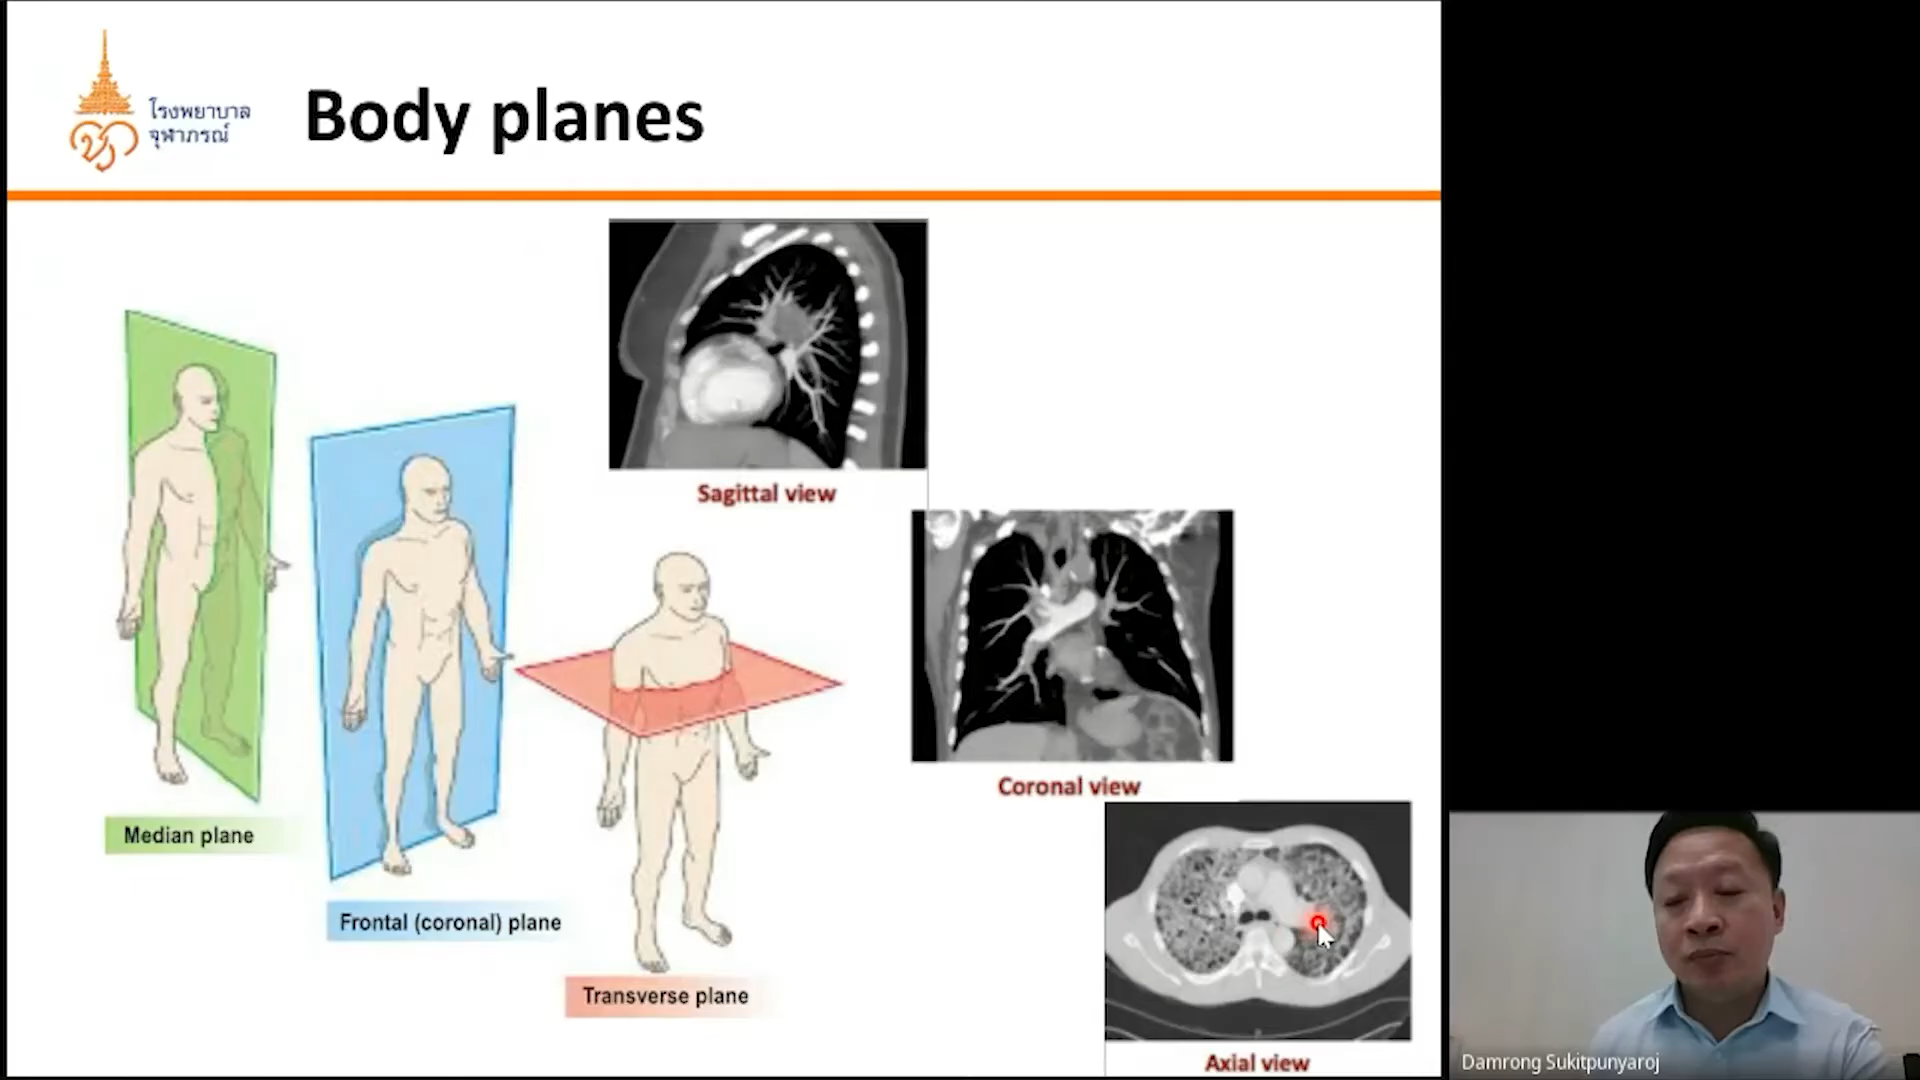 โรงพยาบาล
จุฬาภรณ์
Body planes
Sagittal view
Median plane
Coronal view
Frontal (coronal) plane
Transverse plane
Axial view
Damrong Sukitpunyaroj